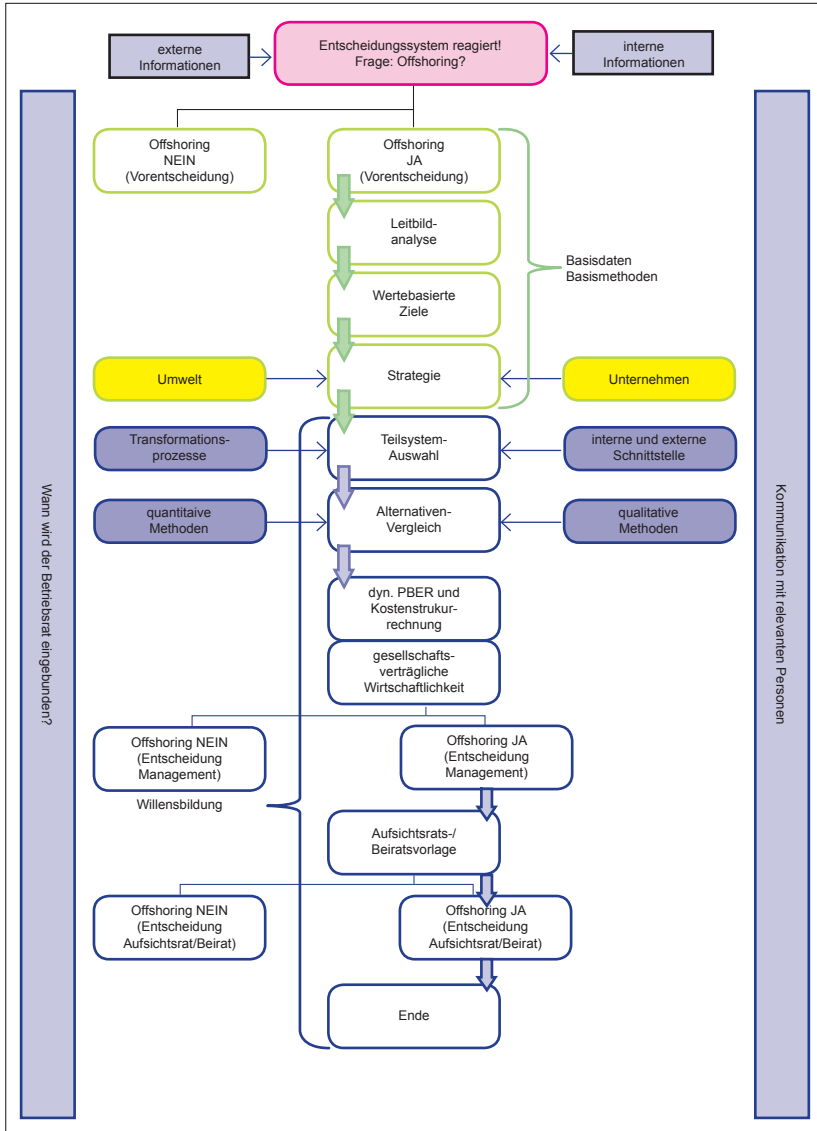 externe
Informationen
Entscheidungssystem reagiert!
Frage: Offshoring?
interne
Informationen
Offshoring
NEIN
(Vorentscheidung)
Offshoring
JA
(Vorentscheidung)
Leitbild-
analyse
Basisdaten
Basismethoden
Wertebasierte
Ziele
Umwelt
Strategie
Unternehmen
Transformations-
prozesse
Teilsystem-
Auswahl
interne und externe
Schnittstelle
quantitaive
Methoden
Alternativen-
Vergleich
qualitative
Methoden
dyn. PBER und
Kostenstrukur-
rechnung
gesellschafts-
verträgliche
Wirtschaftlichkeit
Offshoring NEIN
(Entscheidung
Management)
Offshoring JA
(Entscheidung
Management)
Willensbildung
Aufsichtsrats-/
Beiratsvorlage
Offshoring NEIN
(Entscheidung
Aufsichtsrat/Beirat)
Offshoring JA
(Entscheidung
Aufsichtsrat/Beirat)
Ende
Wann wird der Betriebsrat eingebunden?
Kommunikation mit relevanten Personen